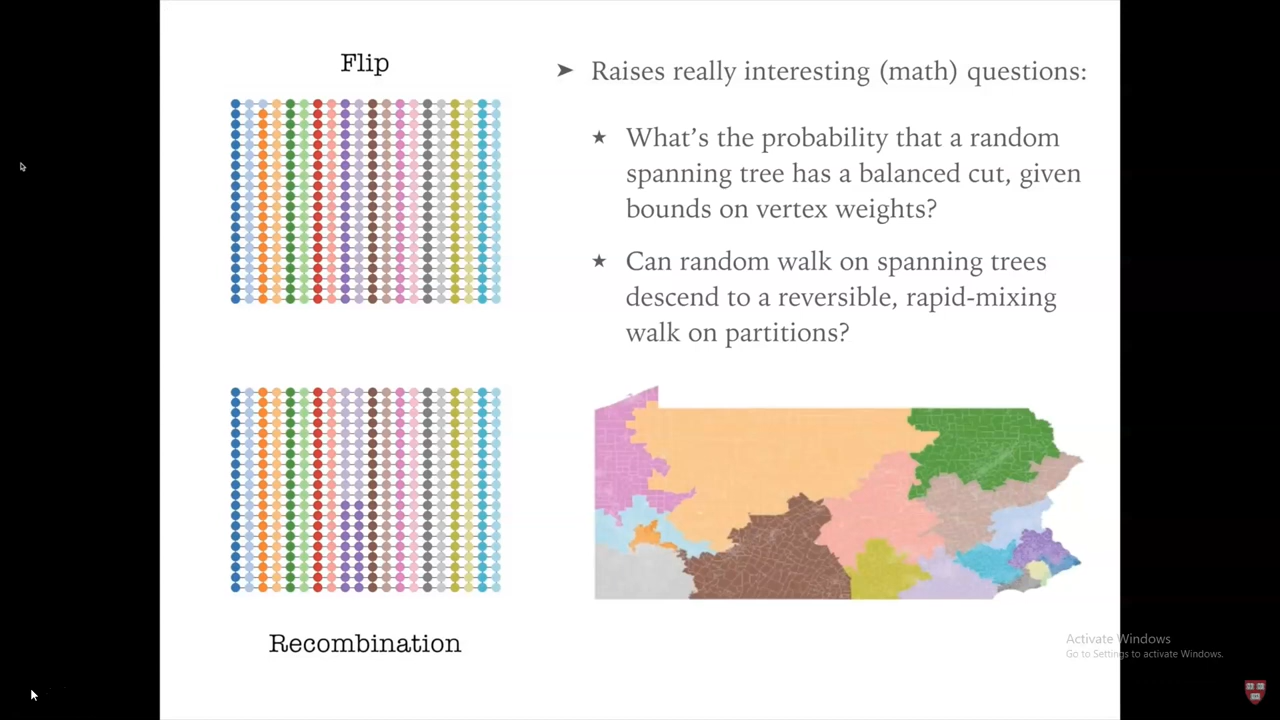 Flip
➤ Raises really interesting (math) questions:
★ What’s the probability that a random
spanning tree has a balanced cut, given
bounds on vertex weights?
★ Can random walk on spanning trees
descend to a reversible, rapid-mixing
walk on partitions?
Recombination
Activate Windows
Go to Settings to activate Windows.